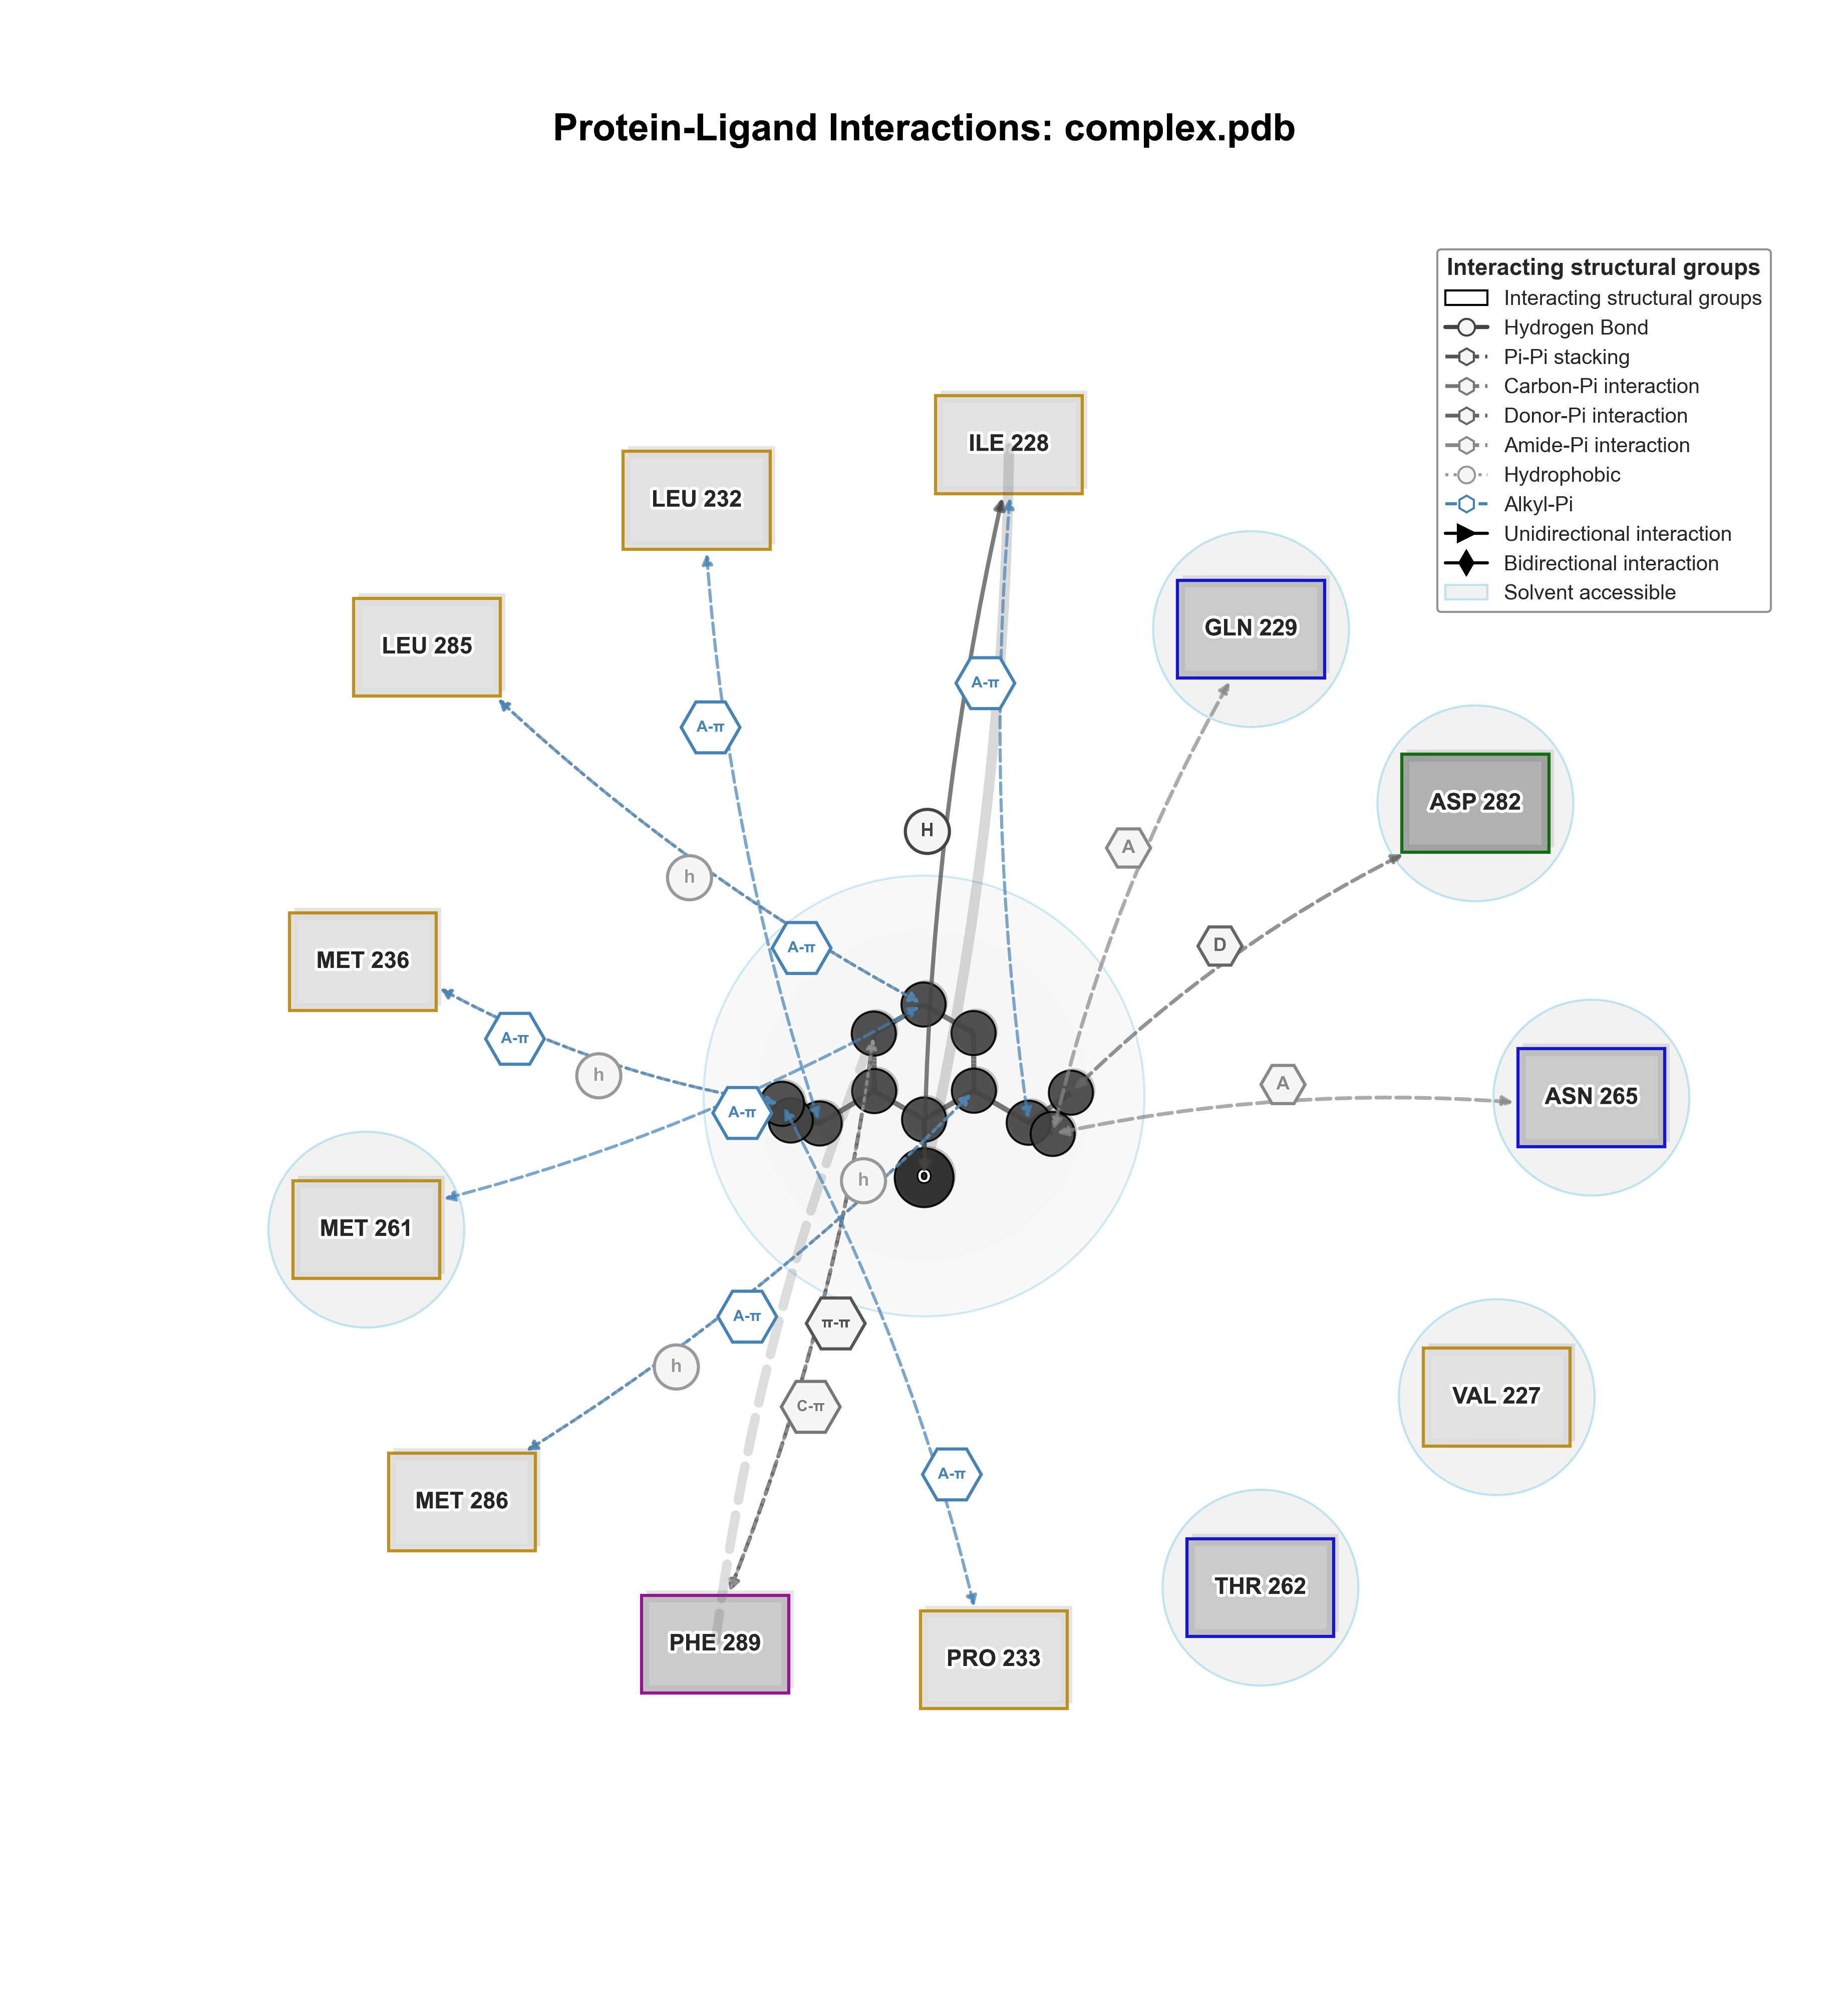 Protein-Ligand Interactions: complex.pdb
Interacting structural groups
Interacting structural groups
Hydrogen Bond
Pi-Pi stacking
Carbon-Pi interaction
Donor-Pi interaction
Amide-Pi interaction
Hydrophobic
Alkyl-Pi
Unidirectional interaction
Bidirectional interaction
Solvent accessible
ILE 228
LEU 232
GLN 229
LEU 285
A-π
A-π
ASP 282
H
A
h
A-π
D
MET 236
A-π
h
A
ASN 265
A-π
O
h
MET 261
A-π
π-π
h
C-π
VAL 227
A-π
MET 286
THR 262
PHE 289
PRO 233